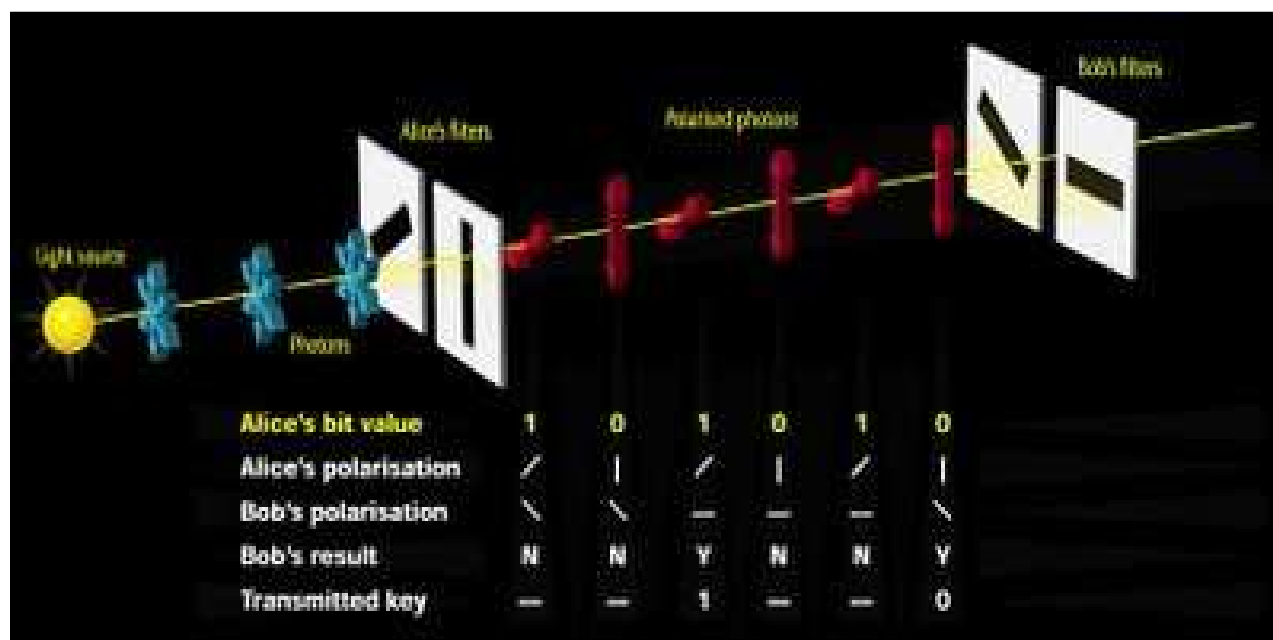 Bob's filters
Polarised photons
Alice's filters
Light source
Photons
Alice's bit value 1 0 1 0 1 0
Alice's polarisation / | / | / |
Bob's polarisation \ \ — — — \
Bob's result N N Y N N Y
Transmitted key — — 1 — — 0